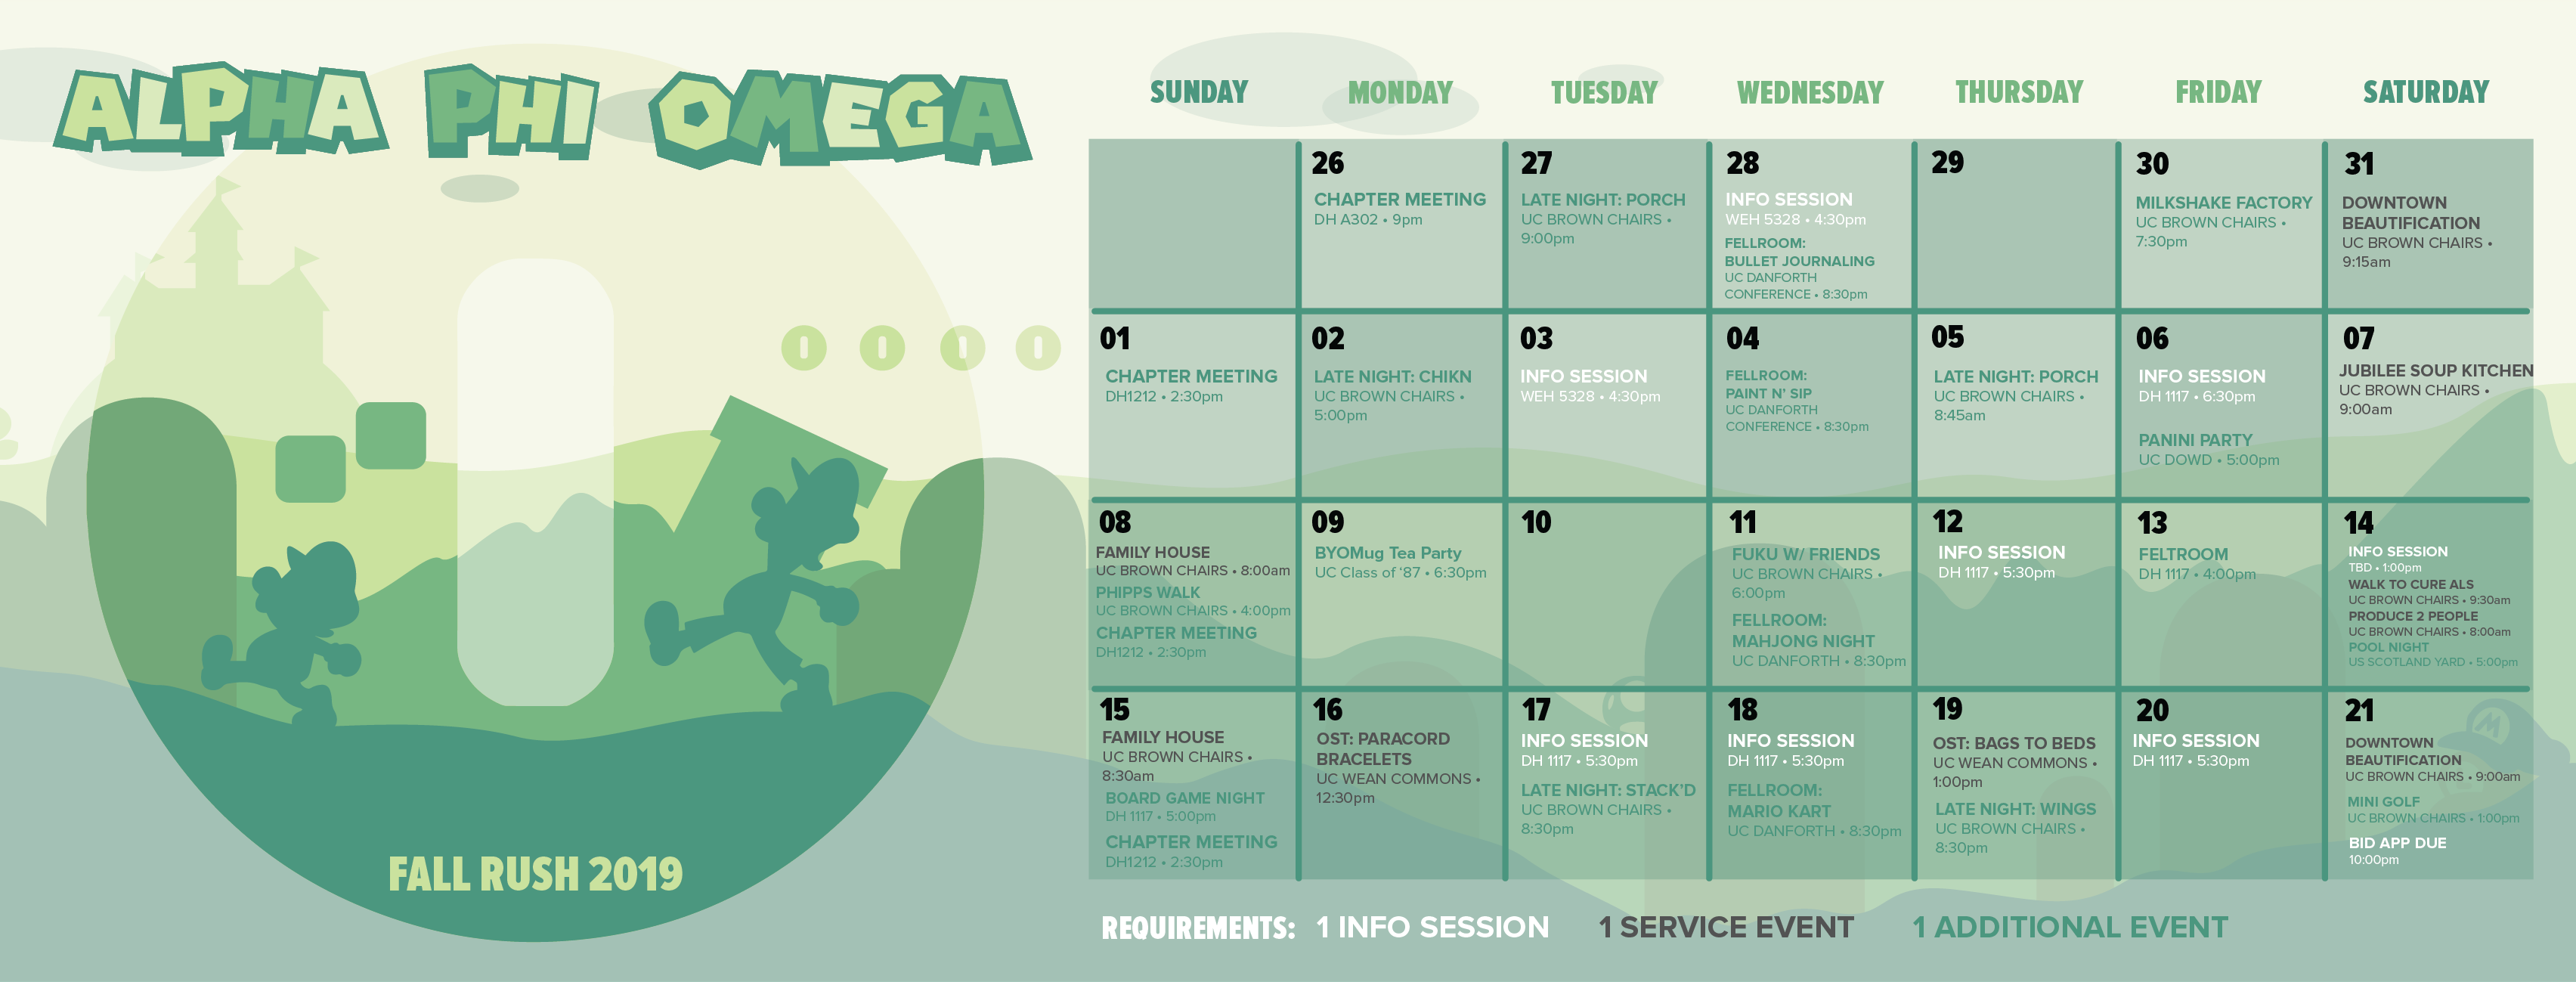 ALPHA PHI OMEGA
FALL RUSH 2019
SUNDAY MONDAY TUESDAY WEDNESDAY THURSDAY FRIDAY SATURDAY
26
CHAPTER MEETING
DH A302 • 9pm
27
LATE NIGHT: PORCH
UC BROWN CHAIRS •
9:00pm
28
INFO SESSION
WEH 5328 • 4:30pm
FELLROOM:
BULLET JOURNALING
UC DANFORTH
CONFERENCE • 8:30pm
29
30
MILKSHAKE FACTORY
UC BROWN CHAIRS •
7:30pm
31
DOWNTOWN
BEAUTIFICATION
UC BROWN CHAIRS •
9:15am
01
CHAPTER MEETING
DH1212 • 2:30pm
02
LATE NIGHT: CHIKN
UC BROWN CHAIRS •
5:00pm
03
INFO SESSION
WEH 5328 • 4:30pm
04
FELLROOM:
PAINT N' SIP
UC DANFORTH
CONFERENCE • 8:30pm
05
LATE NIGHT: PORCH
UC BROWN CHAIRS •
8:45am
06
INFO SESSION
DH 1117 • 6:30pm
PANINI PARTY
UC DOWD • 5:00pm
07
JUBILEE SOUP KITCHEN
UC BROWN CHAIRS •
9:00am
08
FAMILY HOUSE
UC BROWN CHAIRS • 8:00am
PHIPPS WALK
UC BROWN CHAIRS • 4:00pm
CHAPTER MEETING
DH1212 • 2:30pm
09
BYOMug Tea Party
UC Class of '87 • 6:30pm
10
11
FUKU W/ FRIENDS
UC BROWN CHAIRS •
6:00pm
FELLROOM:
MAHJONG NIGHT
UC DANFORTH • 8:30pm
12
INFO SESSION
DH 1117 • 5:30pm
13
FELTROOM
DH 1117 • 4:00pm
14
INFO SESSION
TBD • 1:00pm
WALK TO CURE ALS
UC BROWN CHAIRS • 9:30am
PRODUCE 2 PEOPLE
UC BROWN CHAIRS • 8:00am
POOL NIGHT
US SCOTLAND YARD • 5:00pm
15
FAMILY HOUSE
UC BROWN CHAIRS •
8:30am
BOARD GAME NIGHT
DH 1117 • 5:00pm
CHAPTER MEETING
DH1212 • 2:30pm
16
OST: PARACORD
BRACELETS
UC WEAN COMMONS •
12:30pm
17
INFO SESSION
DH 1117 • 5:30pm
LATE NIGHT: STACK'D
UC BROWN CHAIRS •
8:30pm
18
INFO SESSION
DH 1117 • 5:30pm
FELLROOM:
MARIO KART
UC DANFORTH • 8:30pm
19
OST: BAGS TO BEDS
UC WEAN COMMONS •
1:00pm
LATE NIGHT: WINGS
UC BROWN CHAIRS •
8:30pm
20
INFO SESSION
DH 1117 • 5:30pm
21
DOWNTOWN
BEAUTIFICATION
UC BROWN CHAIRS • 9:00am
MINI GOLF
UC BROWN CHAIRS • 1:00pm
BID APP DUE
10:00pm
M
REQUIREMENTS: 1 INFO SESSION 1 SERVICE EVENT 1 ADDITIONAL EVENT